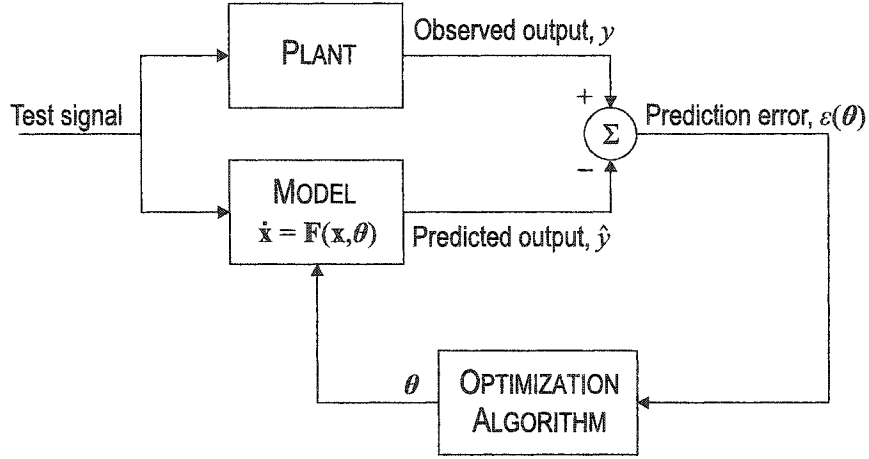 PLANT
Observed output, y
Test signal
+
Σ
Prediction error, ε(θ)
−
MODEL
ẋ = F(x,θ)
Predicted output, ŷ
θ
OPTIMIZATION
ALGORITHM